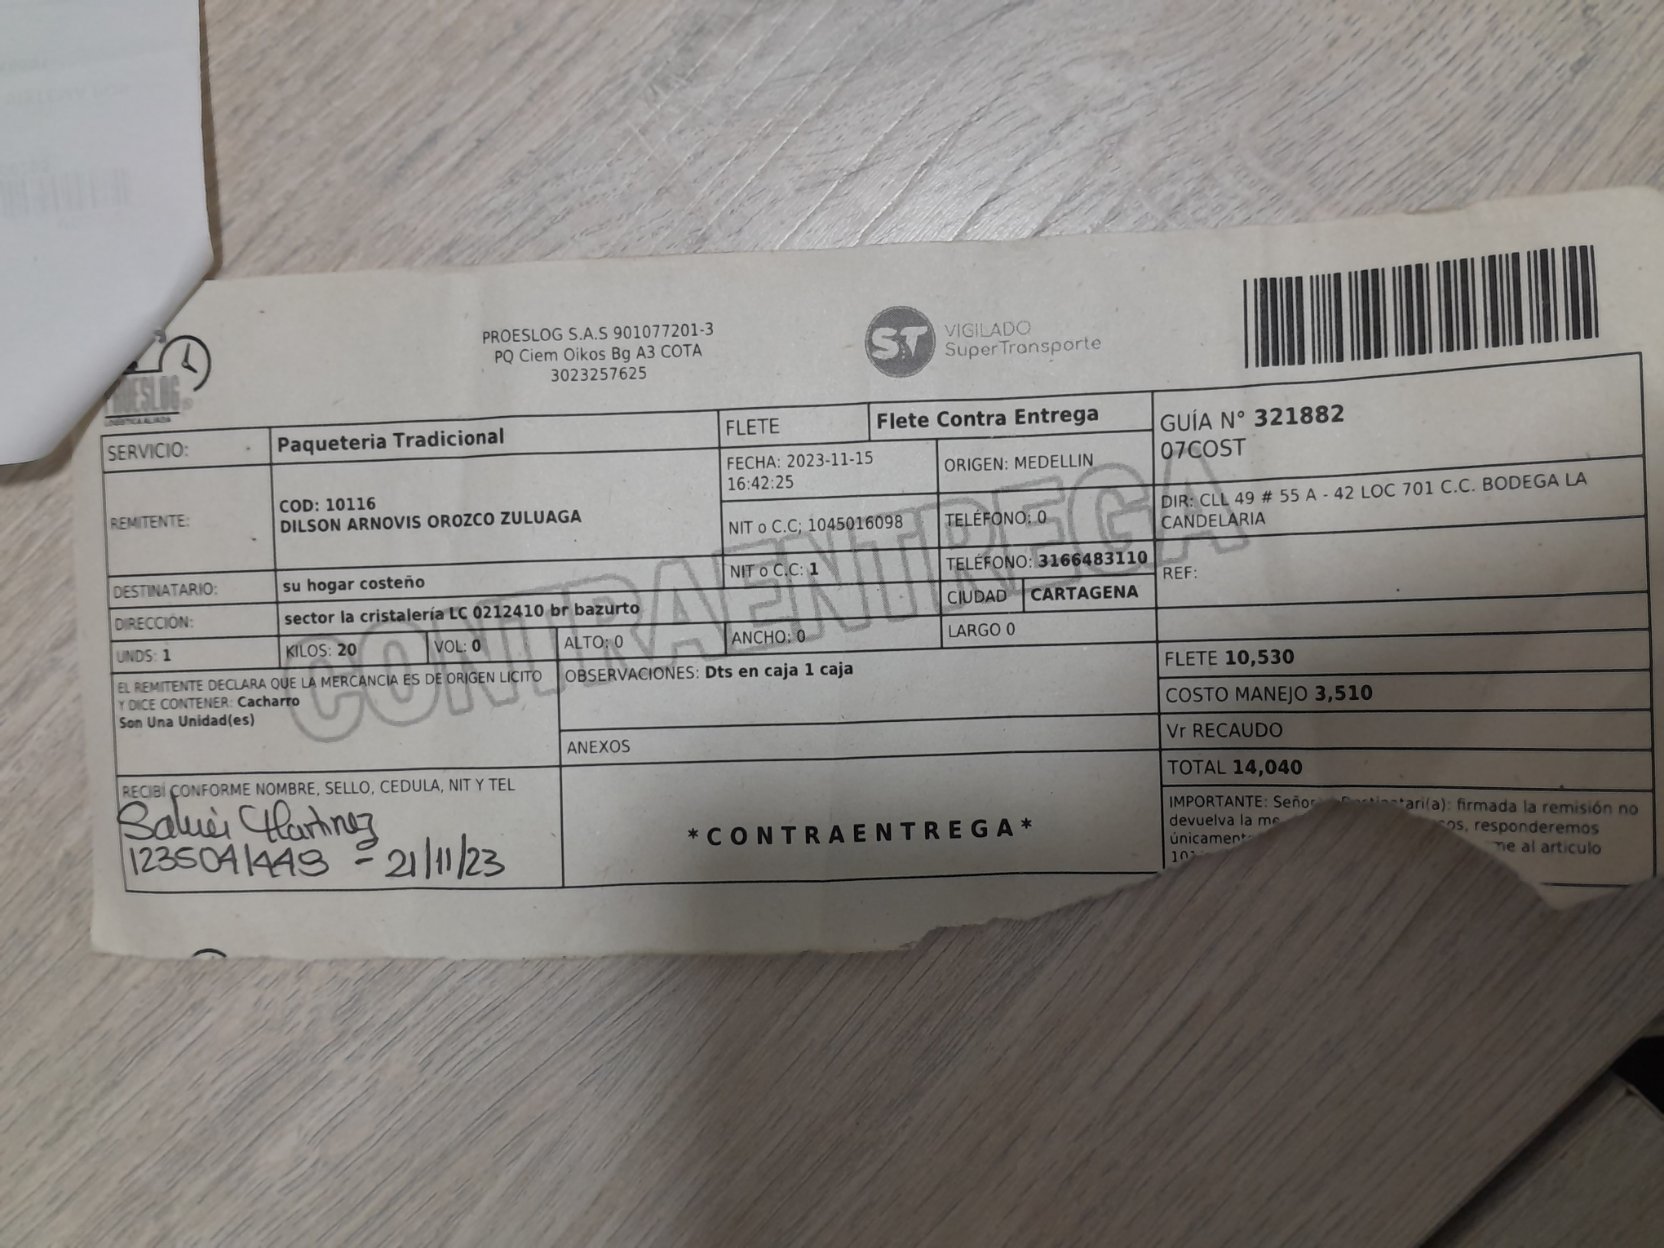 PROESLOG S.A.S 901077201-3
PQ Ciem Oikos Bg A3 COTA
3023257625
ST VIGILADO
SuperTransporte
PROESLOG
LOGÍSTICA ALIADA
SERVICIO: Paqueteria Tradicional
FLETE Flete Contra Entrega
GUÍA N° 321882
07COST
REMITENTE: COD: 10116
DILSON ARNOVIS OROZCO ZULUAGA
FECHA: 2023-11-15
16:42:25
ORIGEN: MEDELLIN
NIT o C.C; 1045016098
TELÉFONO: 0
DIR: CLL 49 # 55 A - 42 LOC 701 C.C. BODEGA LA
CANDELARIA
DESTINATARIO: su hogar costeño
NIT o C.C: 1
TELÉFONO: 3166483110
REF:
DIRECCIÓN: sector la cristalería LC 0212410 br bazurto
CIUDAD CARTAGENA
UNDS: 1 KILOS: 20 VOL: 0 ALTO: 0 ANCHO: 0 LARGO 0
CONTRAENTREGA
EL REMITENTE DECLARA QUE LA MERCANCIA ES DE ORIGEN LICITO
Y DICE CONTENER: Cacharro
Son Una Unidad(es)
OBSERVACIONES: Dts en caja 1 caja
ANEXOS
FLETE 10,530
COSTO MANEJO 3,510
Vr RECAUDO
TOTAL 14,040
RECIBÍ CONFORME NOMBRE, SELLO, CEDULA, NIT Y TEL
Martinez
1235041449 - 21/11/23
*CONTRAENTREGA*
IMPORTANTE: Señor firmada la remisión no
devuelva la responderemos
al articulo